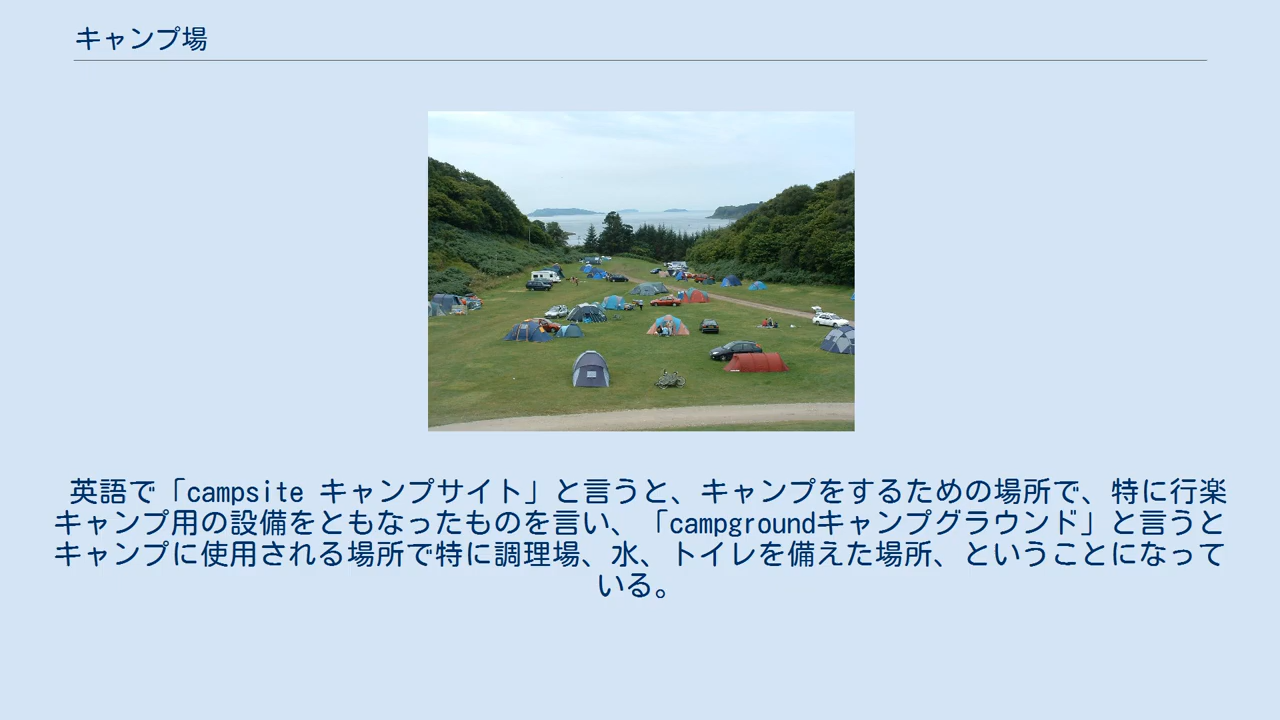 キャンプ場
英語で「campsite キャンプサイト」と言うと、キャンプをするための場所で、特に行楽
キャンプ用の設備をともなったものを言い、「campgroundキャンプグラウンド」と言うと
キャンプに使用される場所で特に調理場、水、トイレを備えた場所、ということになって
いる。